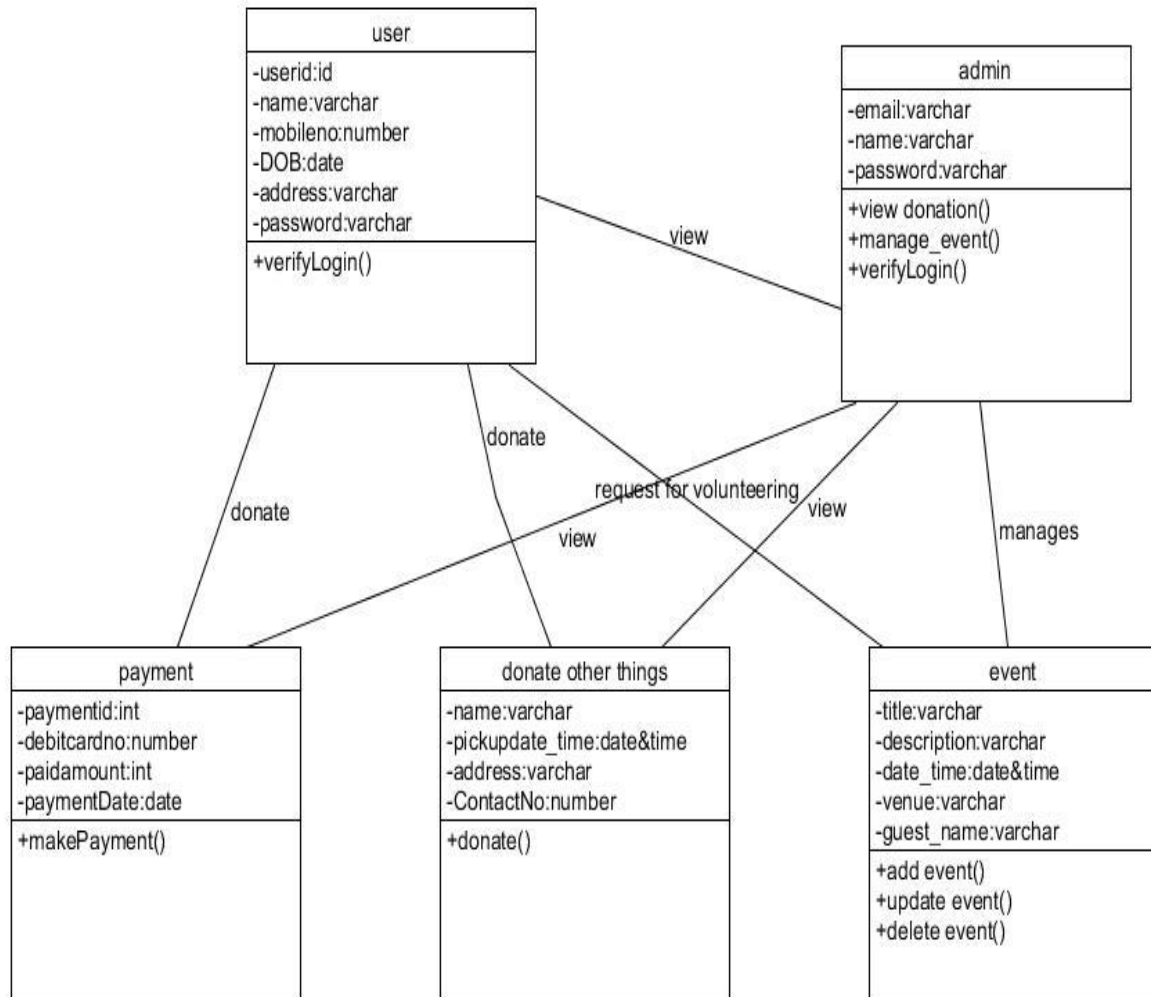 user
-userid:id
-name:varchar
-mobileno:number
-DOB:date
-address:varchar
-password:varchar
+verifyLogin()
admin
-email:varchar
-name:varchar
-password:varchar
+view donation()
+manage_event()
+verifyLogin()
view
donate
donate
request for volunteering
view
view
manages
payment
-paymentid:int
-debitcardno:number
-paidamount:int
-paymentDate:date
+makePayment()
donate other things
-name:varchar
-pickupdate_time:date&time
-address:varchar
-ContactNo:number
+donate()
event
-title:varchar
-description:varchar
-date_time:date&time
-venue:varchar
-guest_name:varchar
+add event()
+update event()
+delete event()